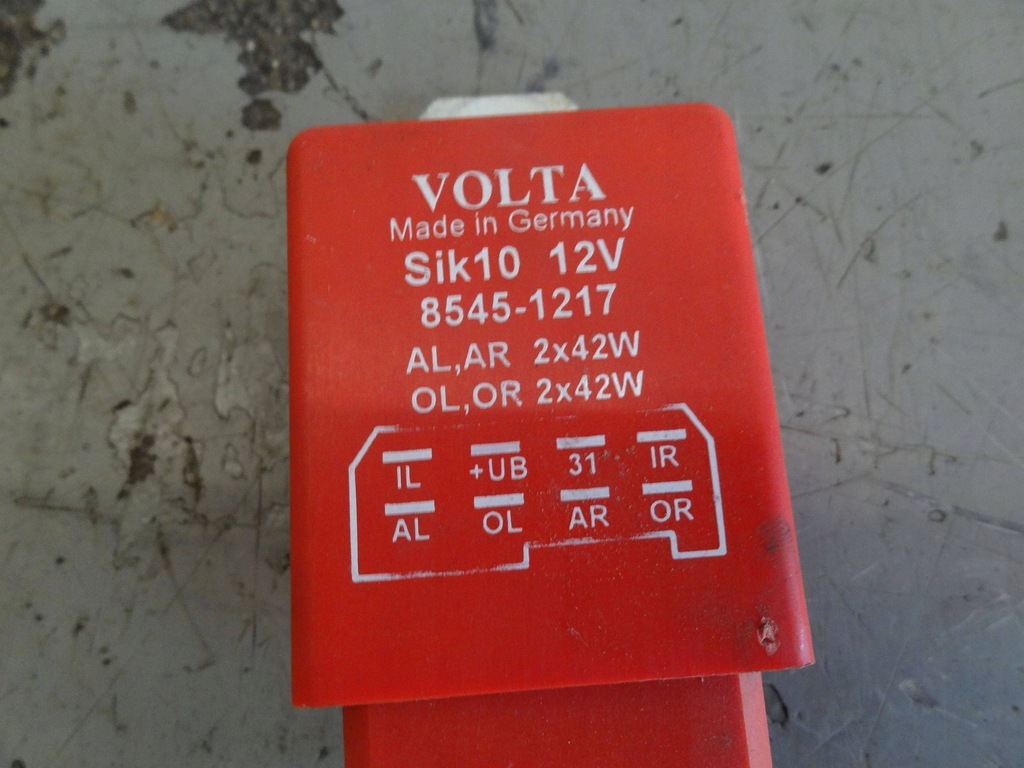 VOLTA
Made in Germany
Sik10 12V
8545-1217
AL,AR 2x42W
OL,OR 2x42W
IL +UB 31 IR
AL OL AR OR